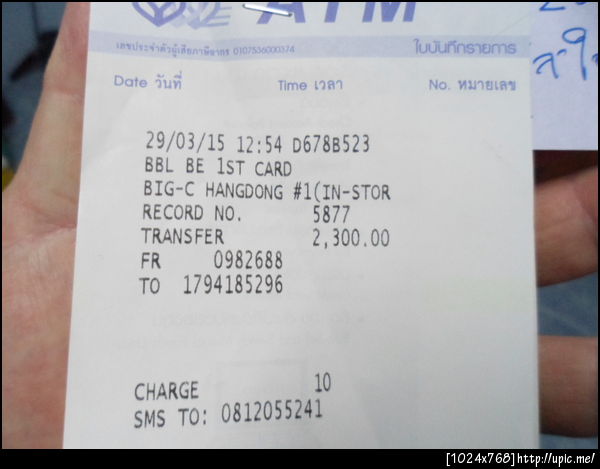 ATM
เลขประจำตัวผู้เสียภาษีอากร 0107536000374 ใบบันทึกรายการ
Date วันที่ Time เวลา No. หมายเลข
29/03/15 12:54 D678B523
BBL BE 1ST CARD
BIG-C HANGDONG #1(IN-STOR
RECORD NO. 5877
TRANSFER 2,300.00
FR 0982688
TO 1794185296
CHARGE 10
SMS TO: 0812055241
[1024x768]http://upic.me/